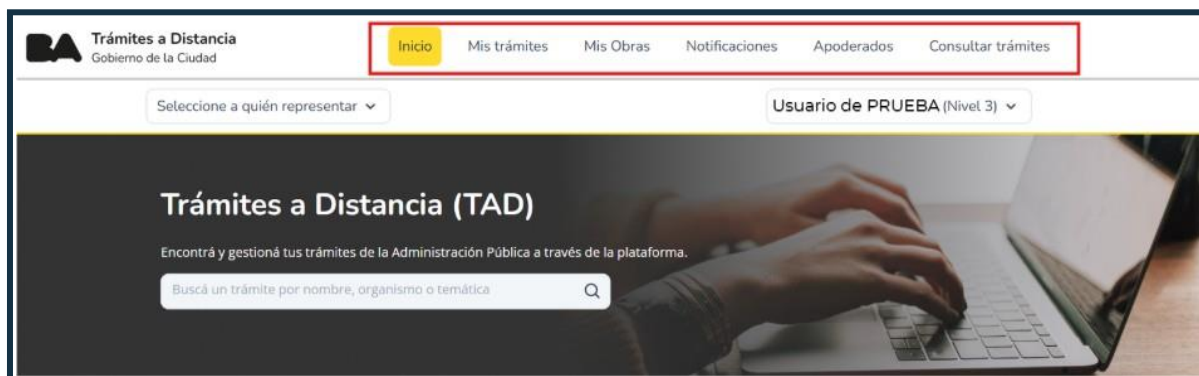 BA Trámites a Distancia
Gobierno de la Ciudad
Inicio Mis trámites Mis Obras Notificaciones Apoderados Consultar trámites
Seleccione a quién representar
Usuario de PRUEBA (Nivel 3)
Trámites a Distancia (TAD)
Encontrá y gestioná tus trámites de la Administración Pública a través de la plataforma.
Buscá un trámite por nombre, organismo o temática